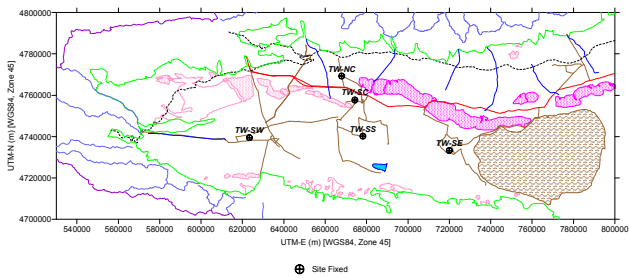 4800000
4780000
4760000
4740000
4720000
4700000
UTM-N (m) [WGS84, Zone 45]
TW-NC
TW-SC
TW-SW
TW-SS
TW-SE
540000 560000 580000 600000 620000 640000 660000 680000 700000 720000 740000 760000 780000 800000
UTM-E (m) [WGS84, Zone 45]
Site Fixed